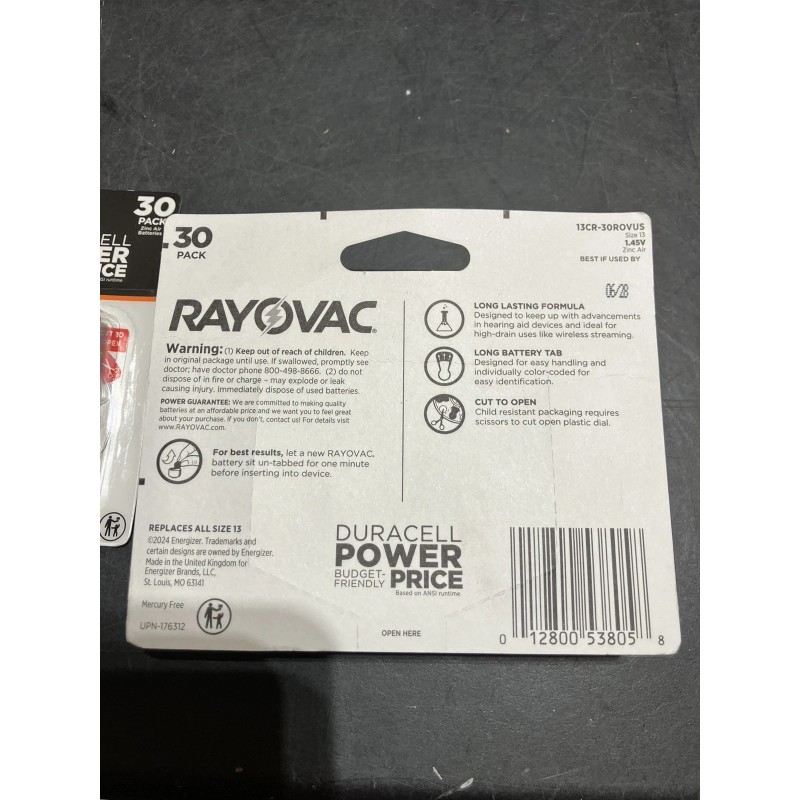 30
PACK
Zinc Air
Batteries
ELL
ER
CE
SI runtime
T TO
PEN
30
PACK
13CR-30ROVUS
Size 13
1.45V
Zinc Air
BEST IF USED BY
06/28
RAYOVAC®
Warning: (1) Keep out of reach of children. Keep
in original package until use. If swallowed, promptly see
doctor; have doctor phone 800-498-8666. (2) do not
dispose of in fire or charge – may explode or leak
causing injury. Immediately dispose of used batteries.
POWER GUARANTEE: We are committed to making quality
batteries at an affordable price and we want you to feel great
about your purchase. If you don't, contact us! For details visit
www.RAYOVAC.com.
For best results, let a new RAYOVAC®
battery sit un-tabbed for one minute
before inserting into device.
LONG LASTING FORMULA
Designed to keep up with advancements
in hearing aid devices and ideal for
high-drain uses like wireless streaming.
LONG BATTERY TAB
Designed for easy handling and
individually color-coded for
easy identification.
CUT TO OPEN
Child resistant packaging requires
scissors to cut open plastic dial.
REPLACES ALL SIZE 13
©2024 Energizer. Trademarks and
certain designs are owned by Energizer.
Made in the United Kingdom for
Energizer Brands, LLC,
St. Louis, MO 63141
Mercury Free
UPN-176312
DURACELL
POWER
BUDGET-
FRIENDLY PRICE
Based on ANSI runtime
OPEN HERE
0 12800 53805 8